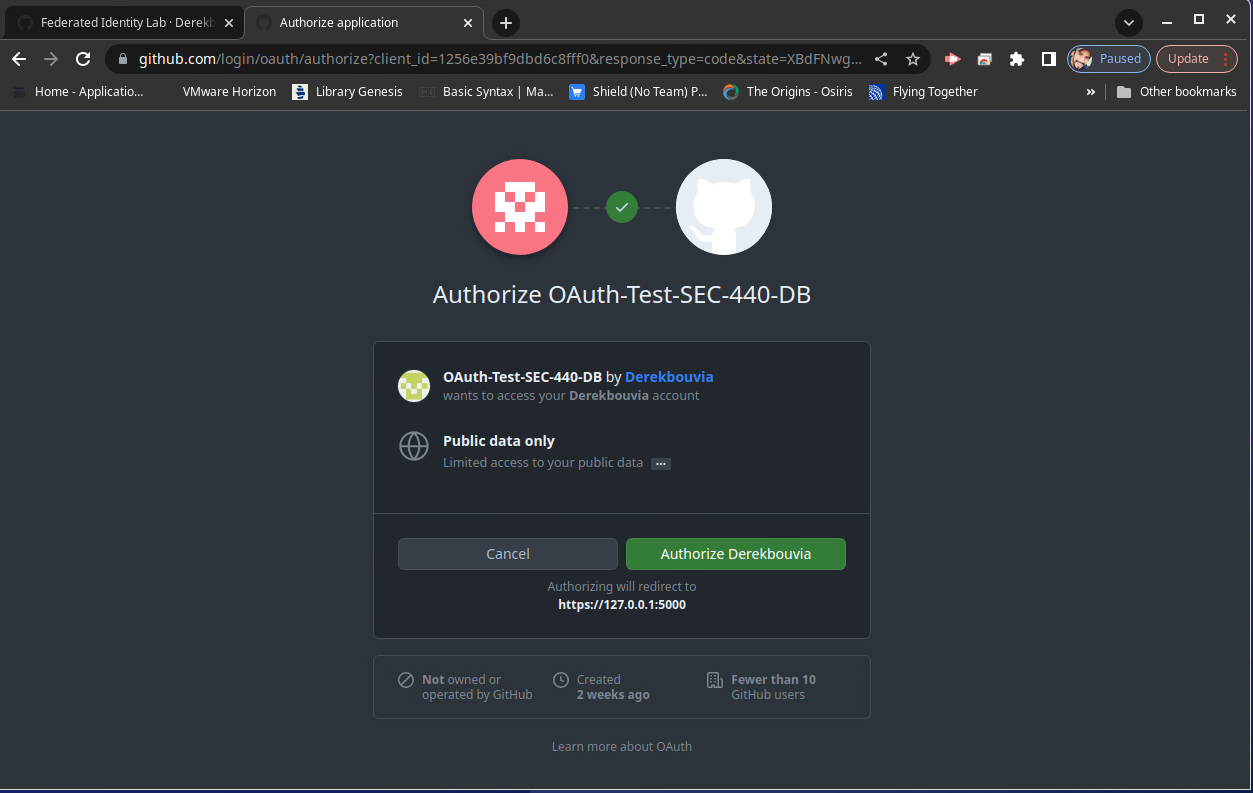 Federated Identity Lab · Derekb
Authorize application
github.com/login/oauth/authorize?client_id=1256e39bf9dbd6c8fff0&response_type=code&state=XBdFNwg...
Paused
Update
Home - Applicatio...
VMware Horizon
Library Genesis
Basic Syntax | Ma...
Shield (No Team) P...
The Origins - Osiris
Flying Together
»
Other bookmarks
Authorize OAuth-Test-SEC-440-DB
OAuth-Test-SEC-440-DB by Derekbouvia
wants to access your Derekbouvia account
Public data only
Limited access to your public data ...
Cancel
Authorize Derekbouvia
Authorizing will redirect to
https://127.0.0.1:5000
Not owned or
operated by GitHub
Created
2 weeks ago
Fewer than 10
GitHub users
Learn more about OAuth